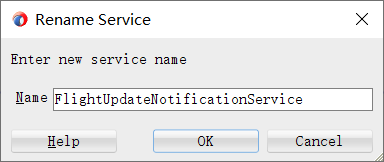 Rename Service
Enter new service name
Name FlightUpdateNotificationService
Help OK Cancel